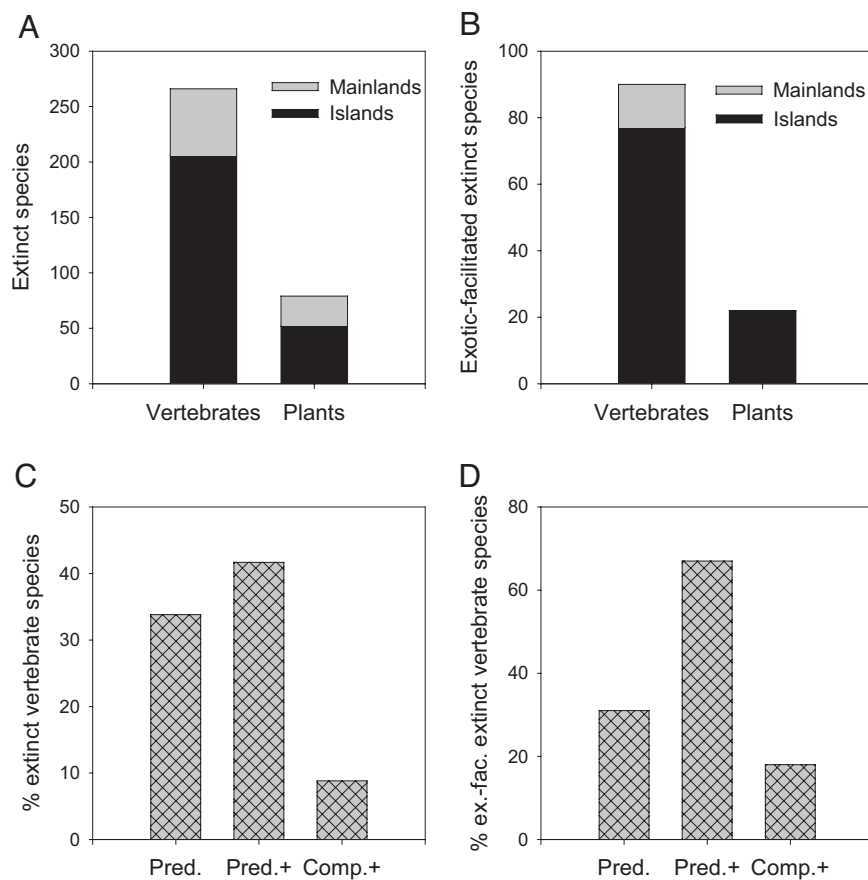 A
Extinct species
300
250
200
150
100
50
0
Mainlands
Islands
Vertebrates Plants
B
Exotic-facilitated extinct species
100
80
60
40
20
0
Mainlands
Islands
Vertebrates Plants
C
% extinct vertebrate species
50
40
30
20
10
0
Pred. Pred.+ Comp.+
D
% ex.-fac. extinct vertebrate species
80
60
40
20
0
Pred. Pred.+ Comp.+